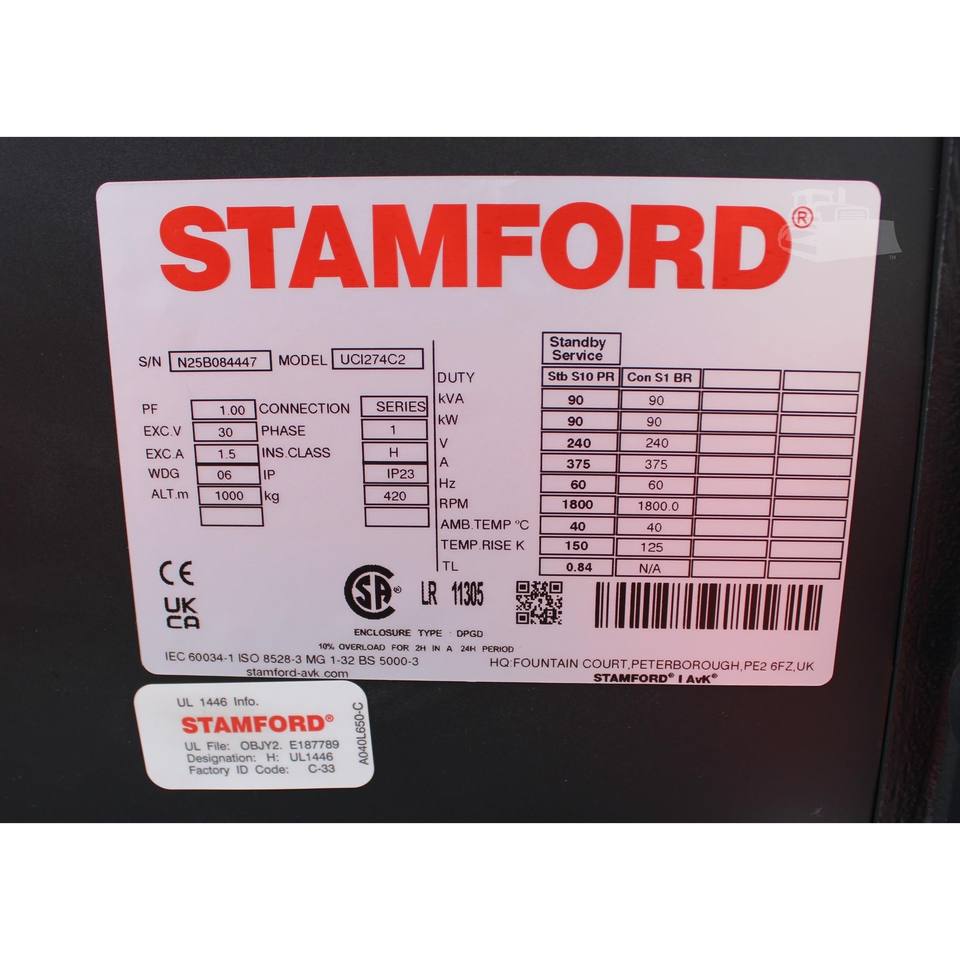 STAMFORD®
S/N N25B084447 MODEL UCI274C2
PF 1.00 CONNECTION SERIES
EXC.V 30 PHASE 1
EXC.A 1.5 INS.CLASS H
WDG 06 IP IP23
ALT.m 1000 kg 420
Standby
Service
DUTY Stb S10 PR Con S1 BR
kVA 90 90
kW 90 90
V 240 240
A 375 375
Hz 60 60
RPM 1800 1800.0
AMB.TEMP °C 40 40
TEMP.RISE K 150 125
TL 0.84 N/A
CE
UK
CA
SA ® LR 11305
ENCLOSURE TYPE - DPGD
10% OVERLOAD FOR 2H IN A 24H PERIOD
IEC 60034-1 ISO 8528-3 MG 1-32 BS 5000-3
stamford-avk.com
HQ:FOUNTAIN COURT,PETERBOROUGH,PE2 6FZ,UK
STAMFORD® I AvK®
UL 1446 Info.
STAMFORD®
UL File: OBJY2. E187789
Designation: H: UL1446
Factory ID Code: C-33
A040L650-C
TM